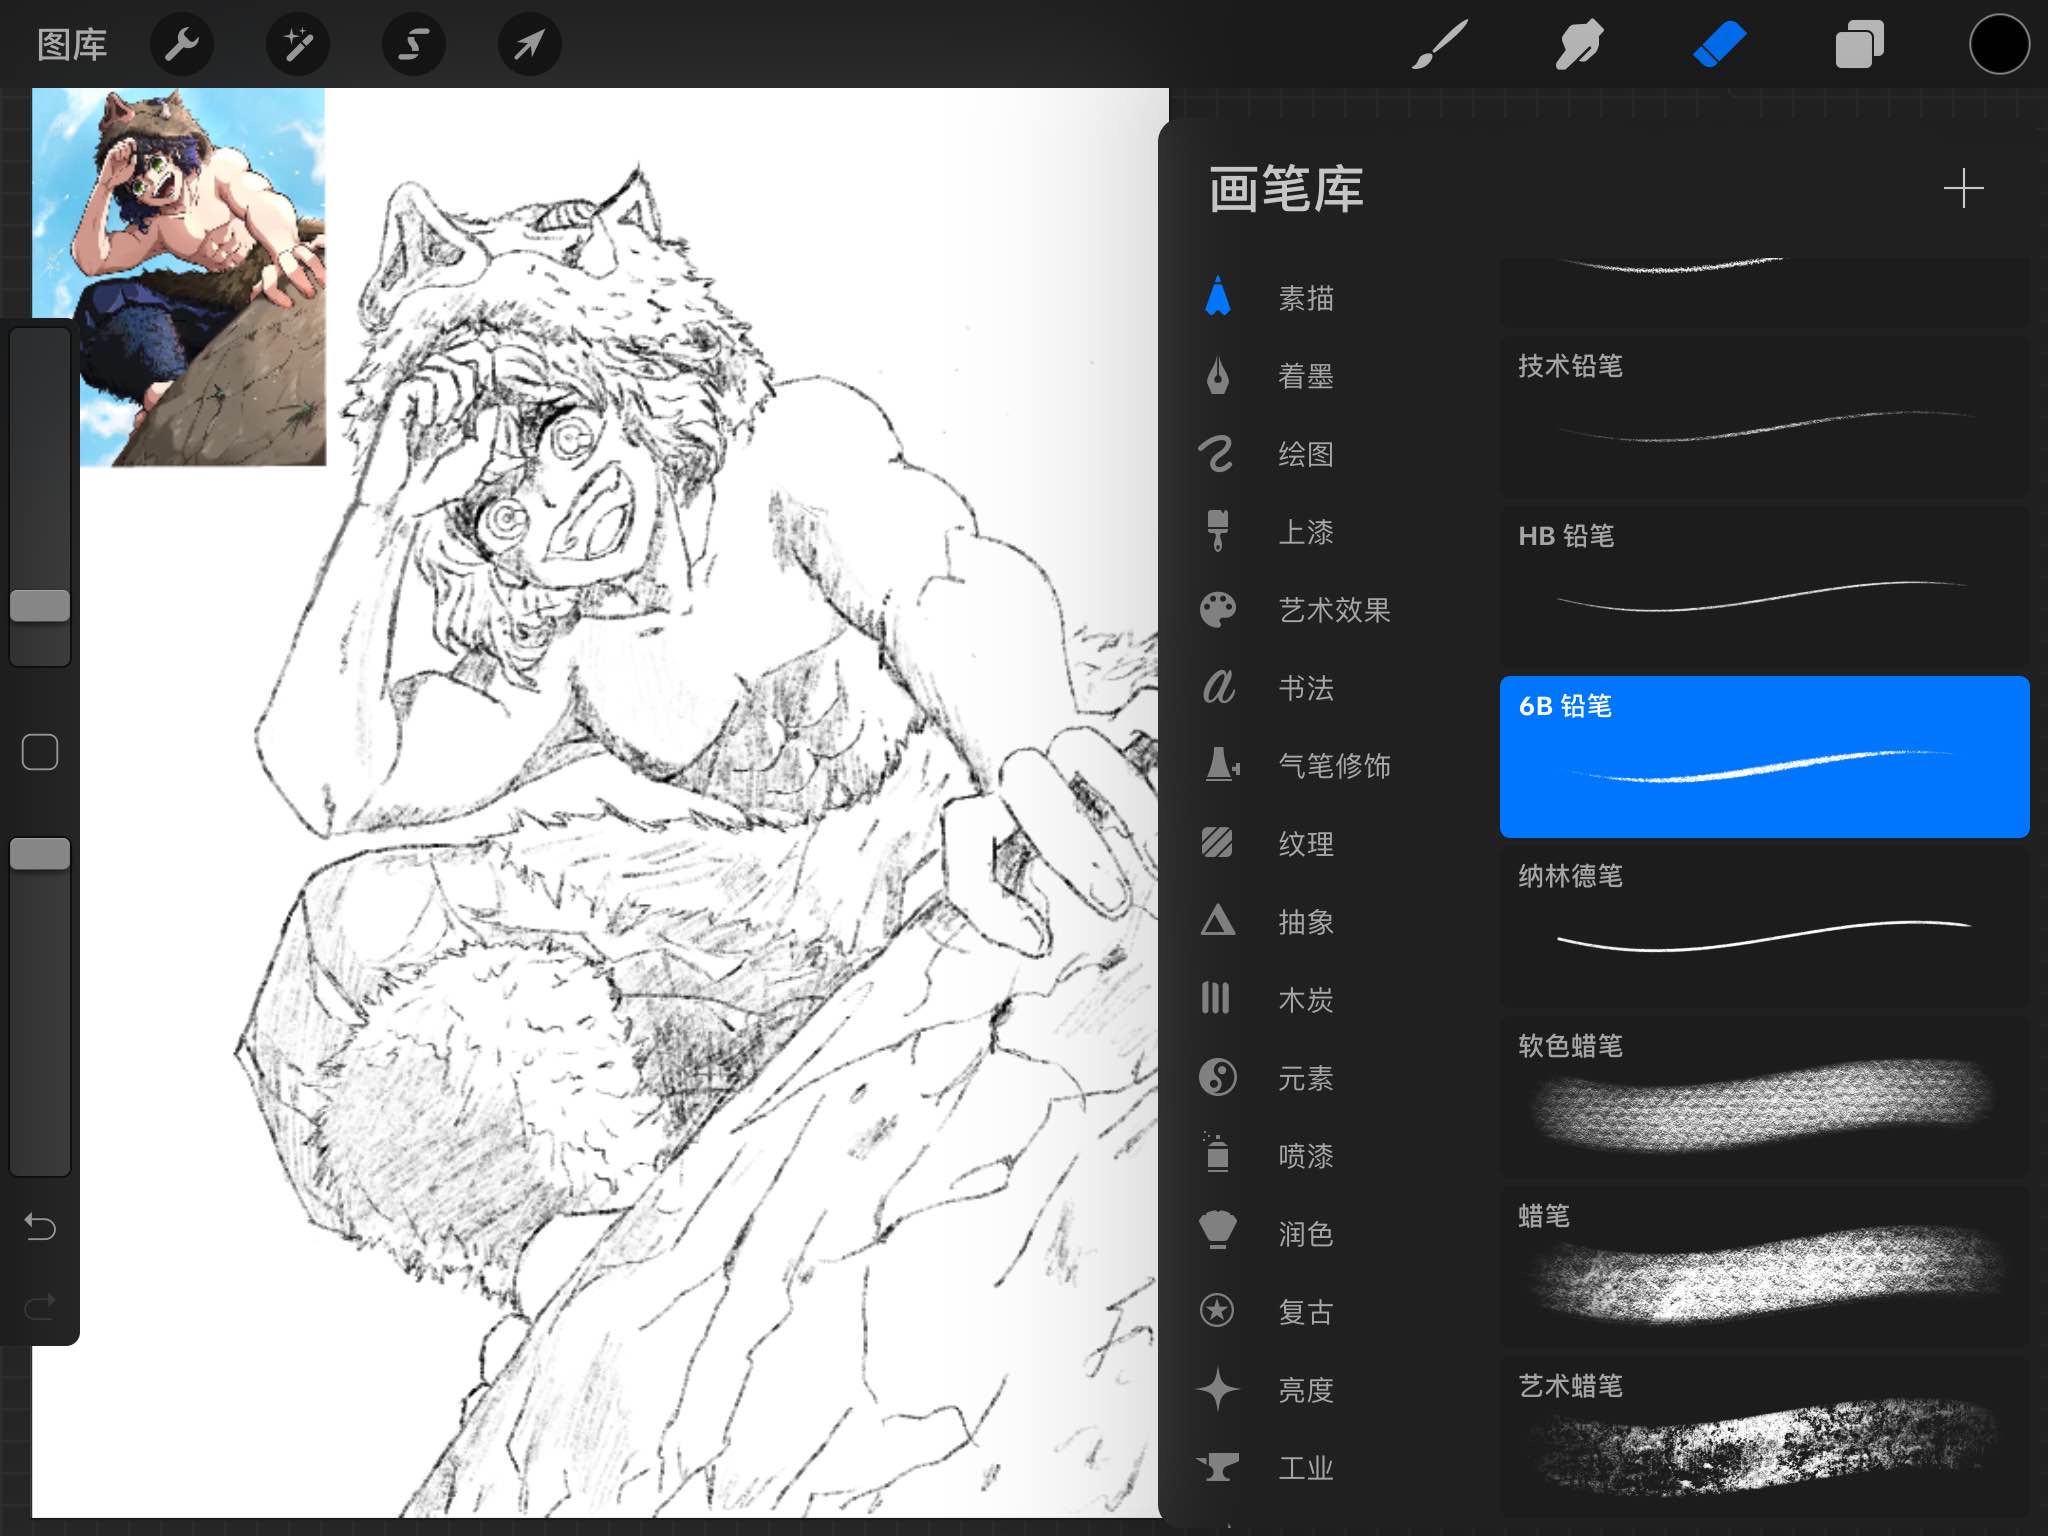 图库
画笔库
素描
着墨
绘图
上漆
艺术效果
书法
气笔修饰
纹理
抽象
木炭
元素
喷漆
润色
复古
亮度
工业
技术铅笔
HB 铅笔
6B 铅笔
纳林德笔
软色蜡笔
蜡笔
艺术蜡笔